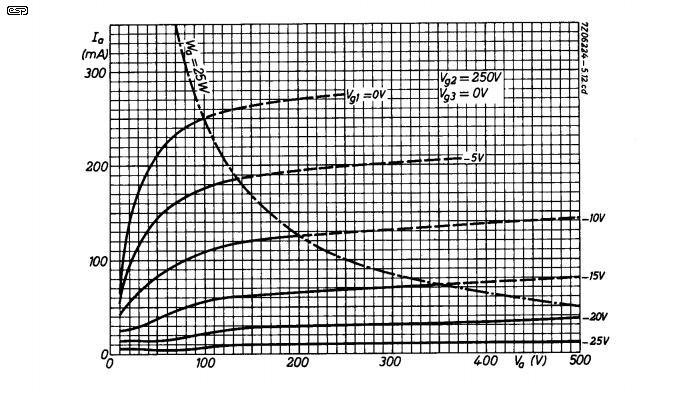 ESP
Ia
(mA)
300
200
100
0
Wa=25W
Vg1=0V
Vg2=250V
Vg3=0V
7Z06224-5.12.cd
-5V
-10V
-15V
-20V
-25V
0
100
200
300
400
Va (V)
500